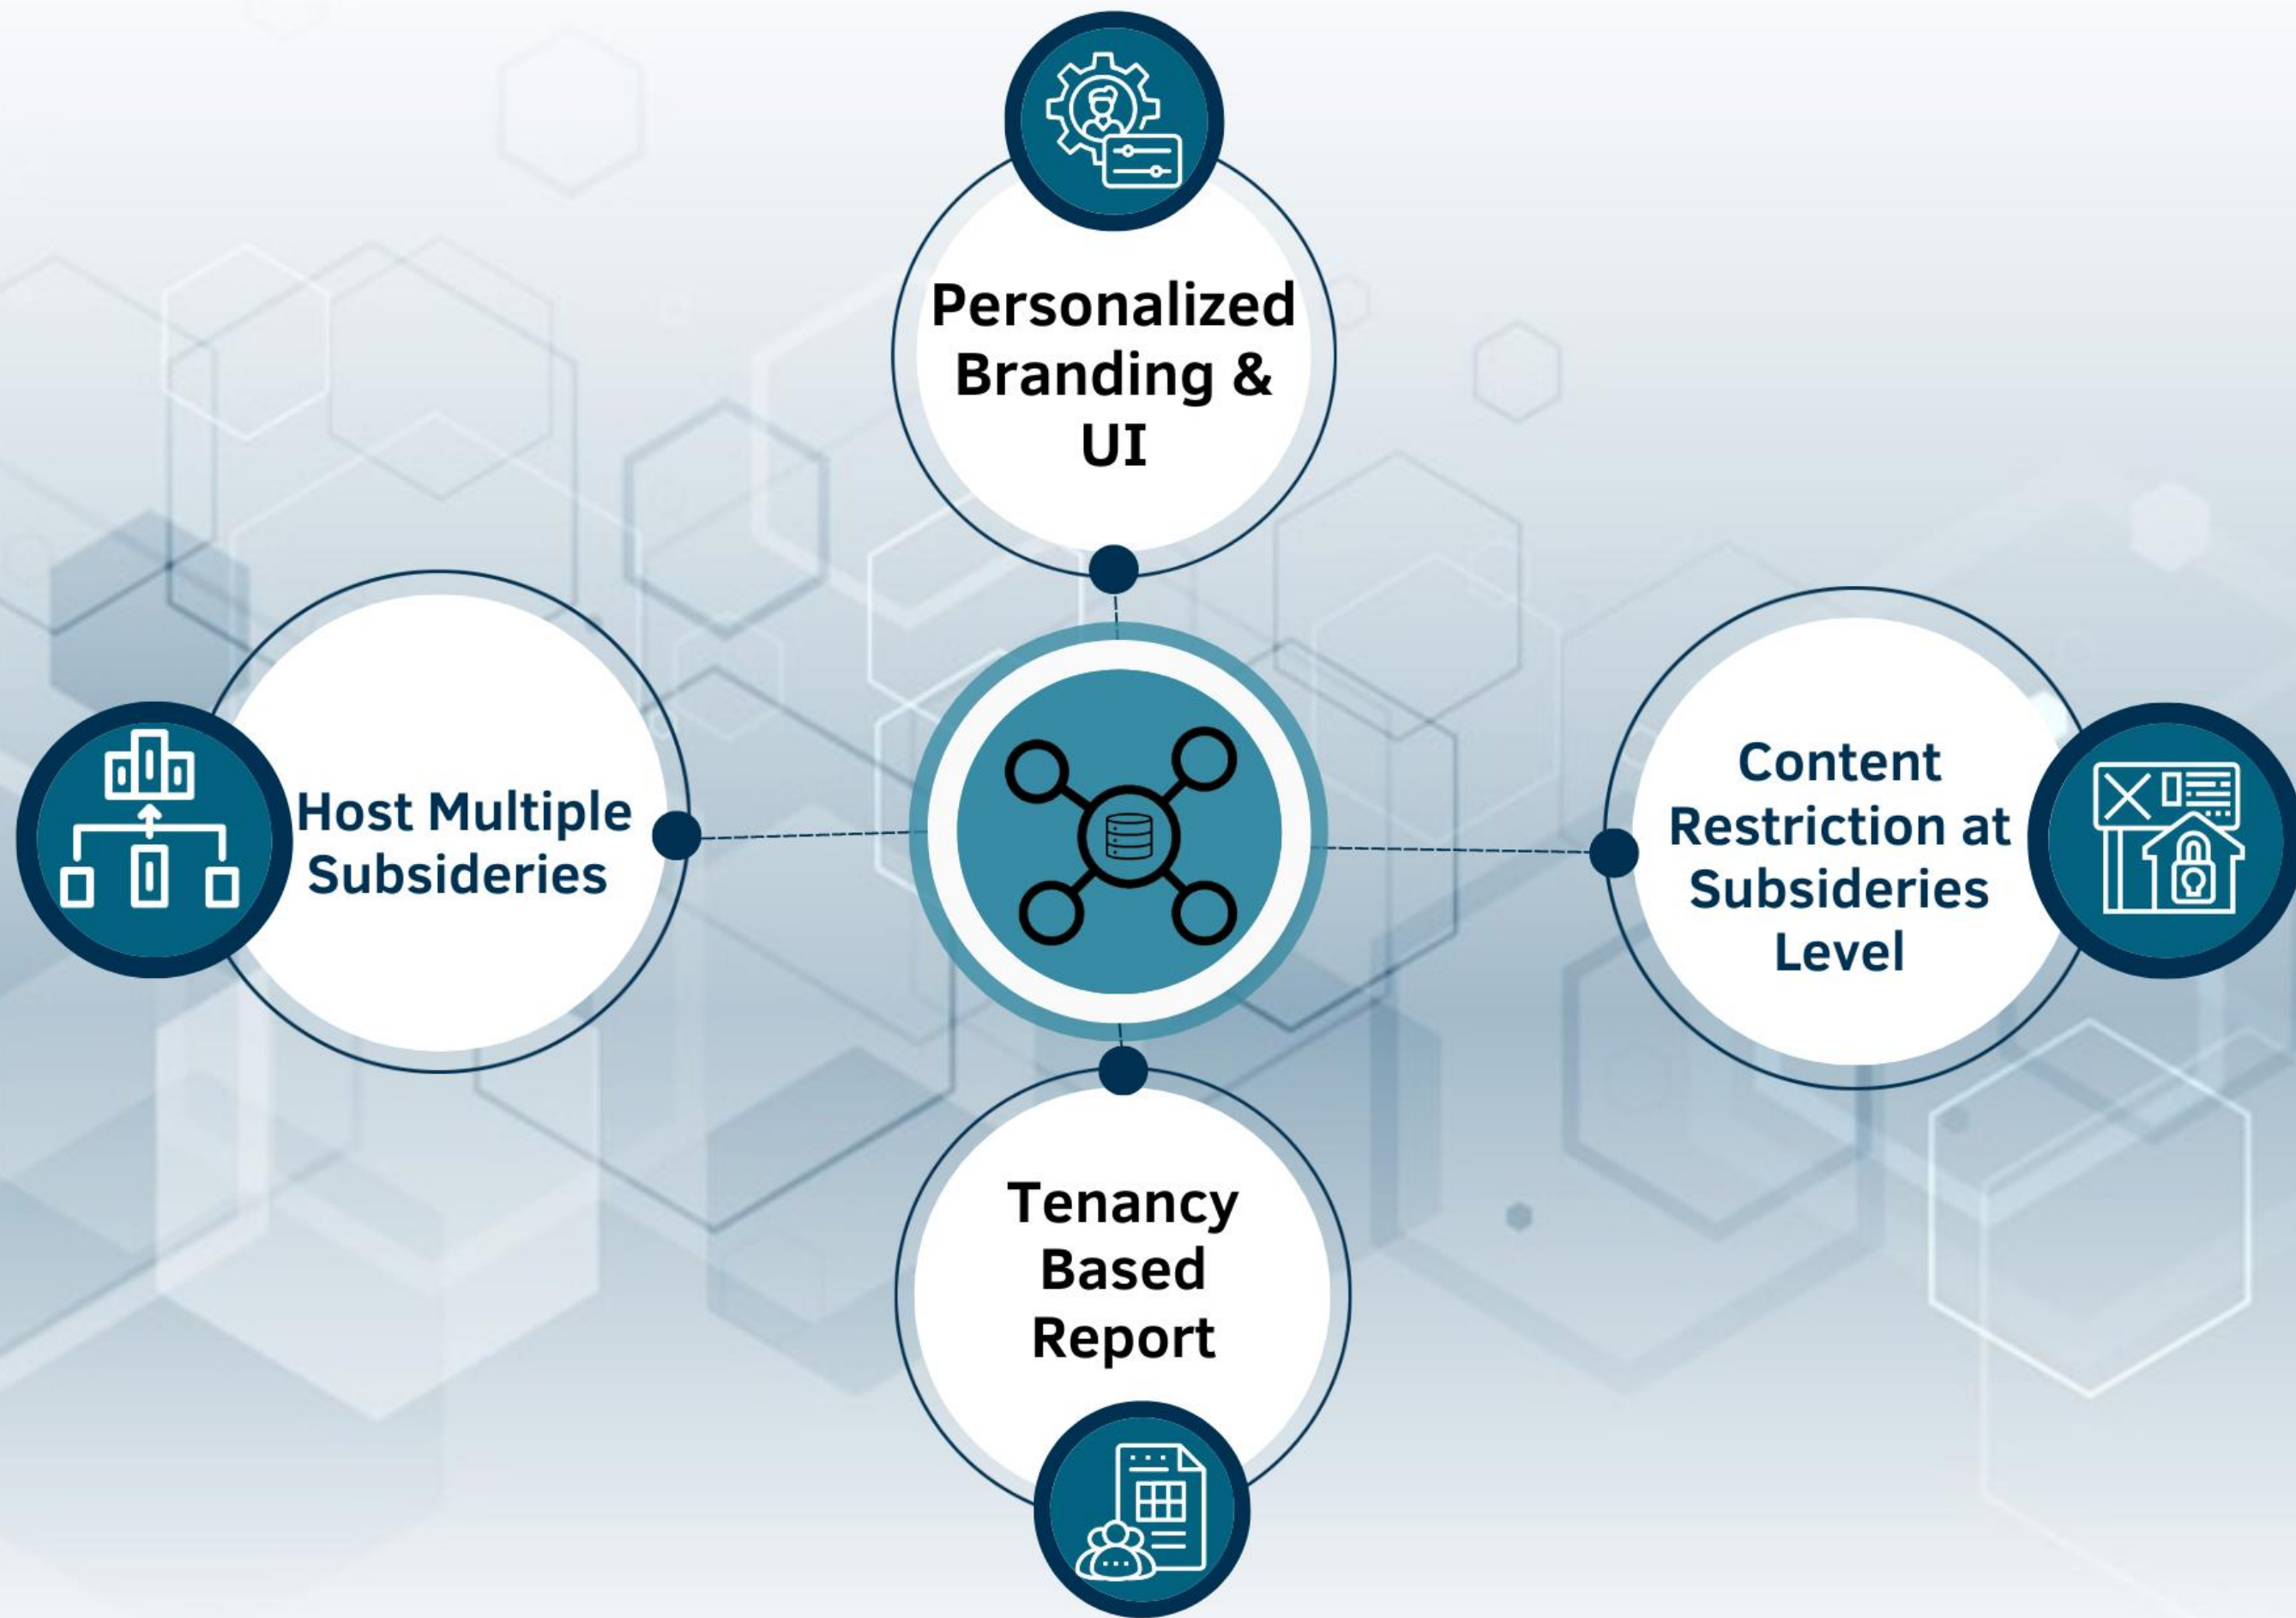 Personalized
Branding &
UI
Host Multiple
Subsideries
Content
Restriction at
Subsideries
Level
Tenancy
Based
Report